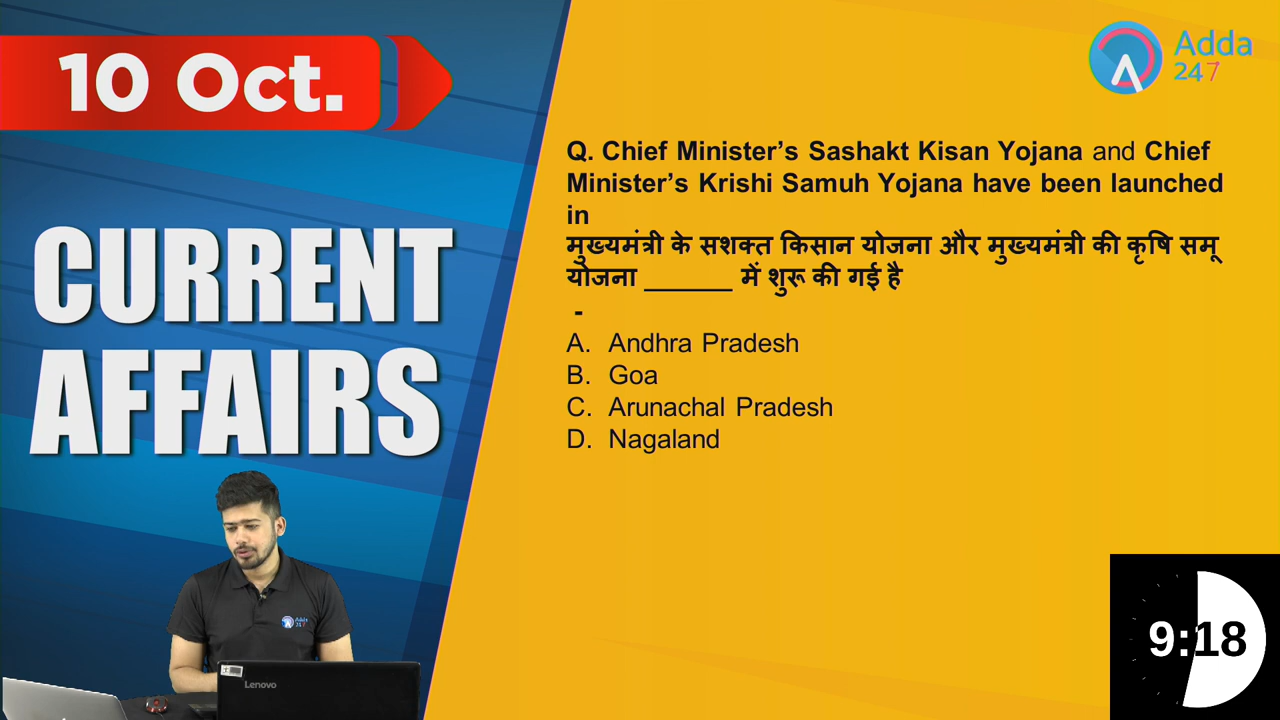 10 Oct.
CURRENT
AFFAIRS
Adda
247
Q. Chief Minister's Sashakt Kisan Yojana and Chief
Minister's Krishi Samuh Yojana have been launched
in
मुख्यमंत्री के सशक्त किसान योजना और मुख्यमंत्री की कृषि समू
योजना ______ में शुरू की गई है
-
A. Andhra Pradesh
B. Goa
C. Arunachal Pradesh
D. Nagaland
Adda
247
Lenovo
9:18